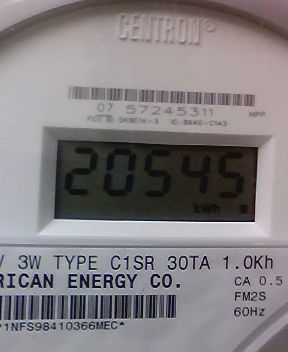 CENTRON®
07 57245311 HPP
20545
kWh
V 3W TYPE C1SR 30TA 1.0Kh
RICAN ENERGY CO. CA 0.5
FM2S
60Hz
*1NFS98410366MEC*